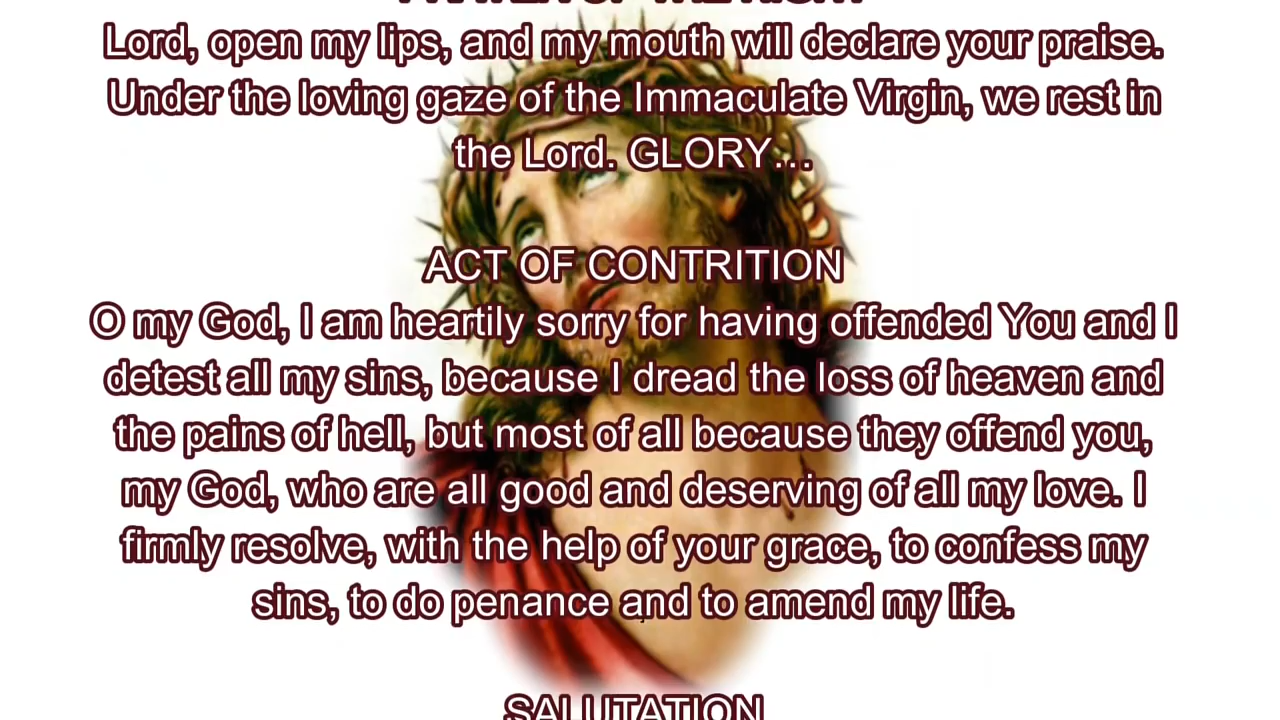 PRAYER OF THE NIGHT
Lord, open my lips, and my mouth will declare your praise.
Under the loving gaze of the Immaculate Virgin, we rest in
the Lord. GLORY…
ACT OF CONTRITION
O my God, I am heartily sorry for having offended You and I
detest all my sins, because I dread the loss of heaven and
the pains of hell, but most of all because they offend you,
my God, who are all good and deserving of all my love. I
firmly resolve, with the help of your grace, to confess my
sins, to do penance and to amend my life.
SALUTATION